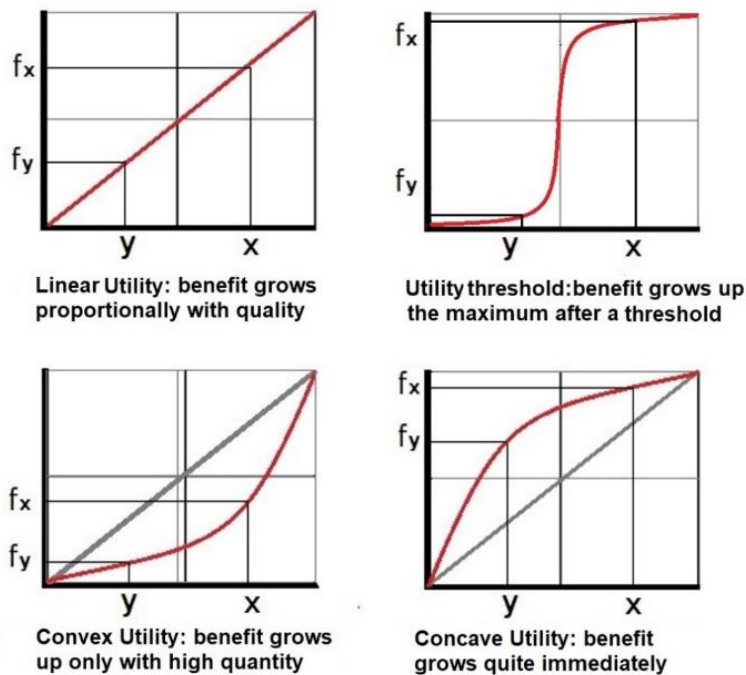 fx
fy
y x
Linear Utility: benefit grows
proportionally with quality
fx
fy
y x
Utility threshold:benefit grows up
the maximum after a threshold
fx
fy
y x
Convex Utility: benefit grows
up only with high quantity
fx
fy
y x
Concave Utility: benefit
grows quite immediately